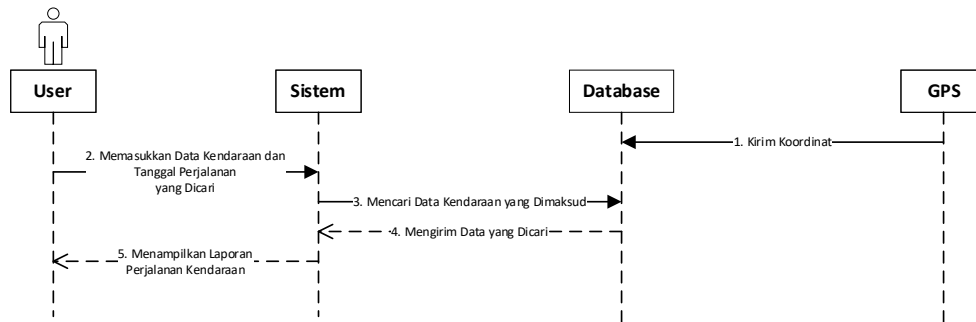 User
Sistem
Database
GPS
1. Kirim Koordinat
2. Memasukkan Data Kendaraan dan
Tanggal Perjalanan
yang Dicari
3. Mencari Data Kendaraan yang Dimaksud
4. Mengirim Data yang Dicari
5. Menampilkan Laporan
Perjalanan Kendaraan